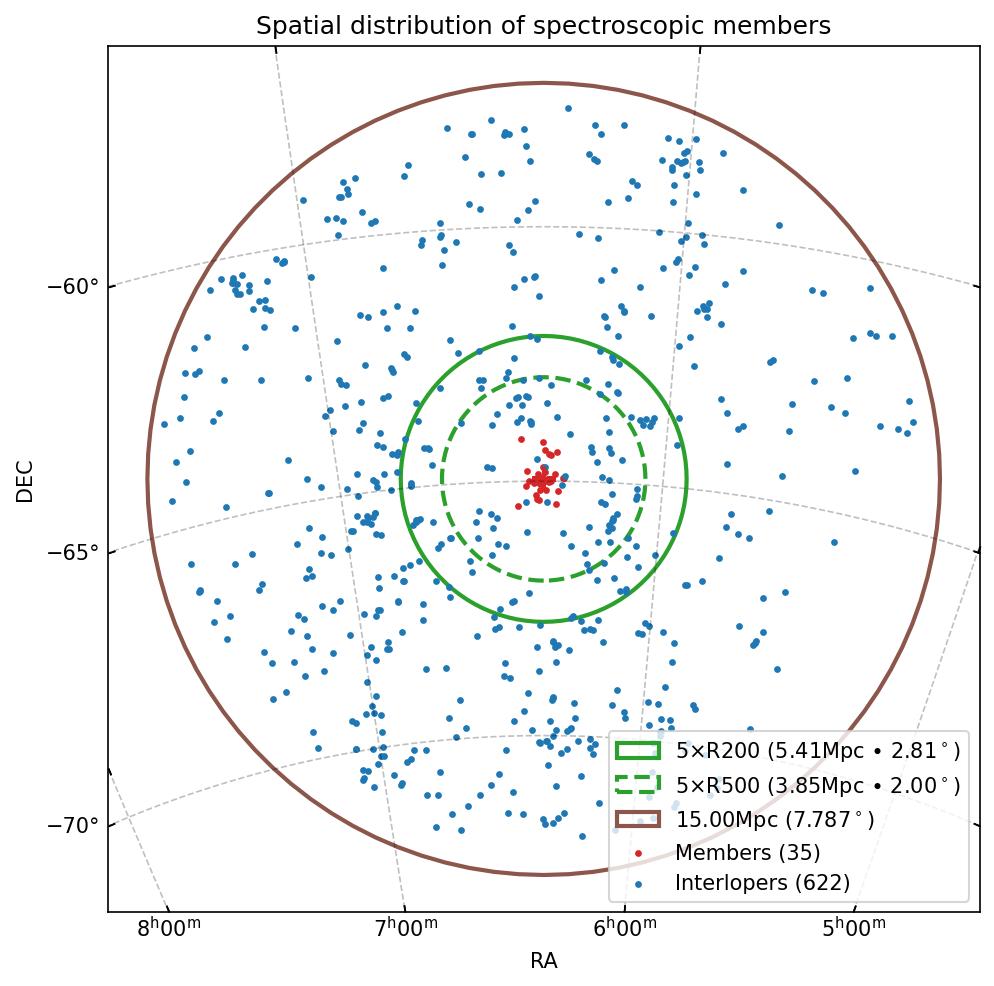 Spatial distribution of spectroscopic members
DEC
−60°
−65°
−70°
5×R200 (5.41Mpc • 2.81°)
5×R500 (3.85Mpc • 2.00°)
15.00Mpc (7.787°)
Members (35)
Interlopers (622)
8ʰ00ᵐ 7ʰ00ᵐ 6ʰ00ᵐ 5ʰ00ᵐ
RA